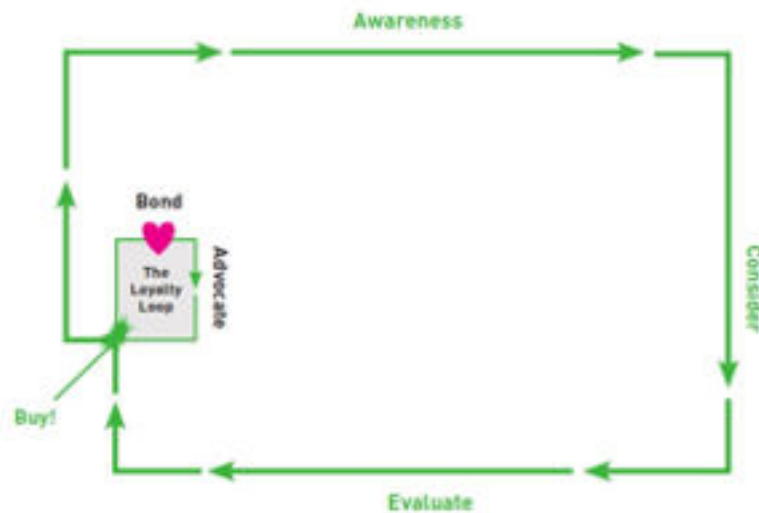 Awareness
Bond
The
Loyalty
Loop
Advocate
Consider
Buy!
Evaluate